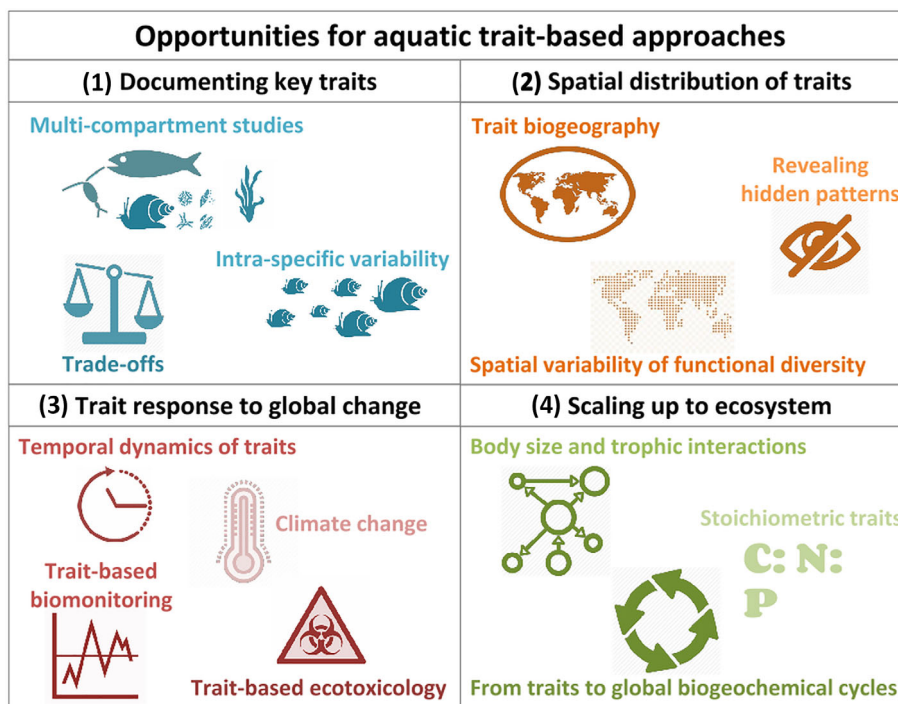 Opportunities for aquatic trait-based approaches
(1) Documenting key traits
Multi-compartment studies
Intra-specific variability
Trade-offs
(2) Spatial distribution of traits
Trait biogeography
Revealing
hidden patterns
Spatial variability of functional diversity
(3) Trait response to global change
Temporal dynamics of traits
Climate change
Trait-based
biomonitoring
Trait-based ecotoxicology
(4) Scaling up to ecosystem
Body size and trophic interactions
Stoichiometric traits
C: N:
P
From traits to global biogeochemical cycles